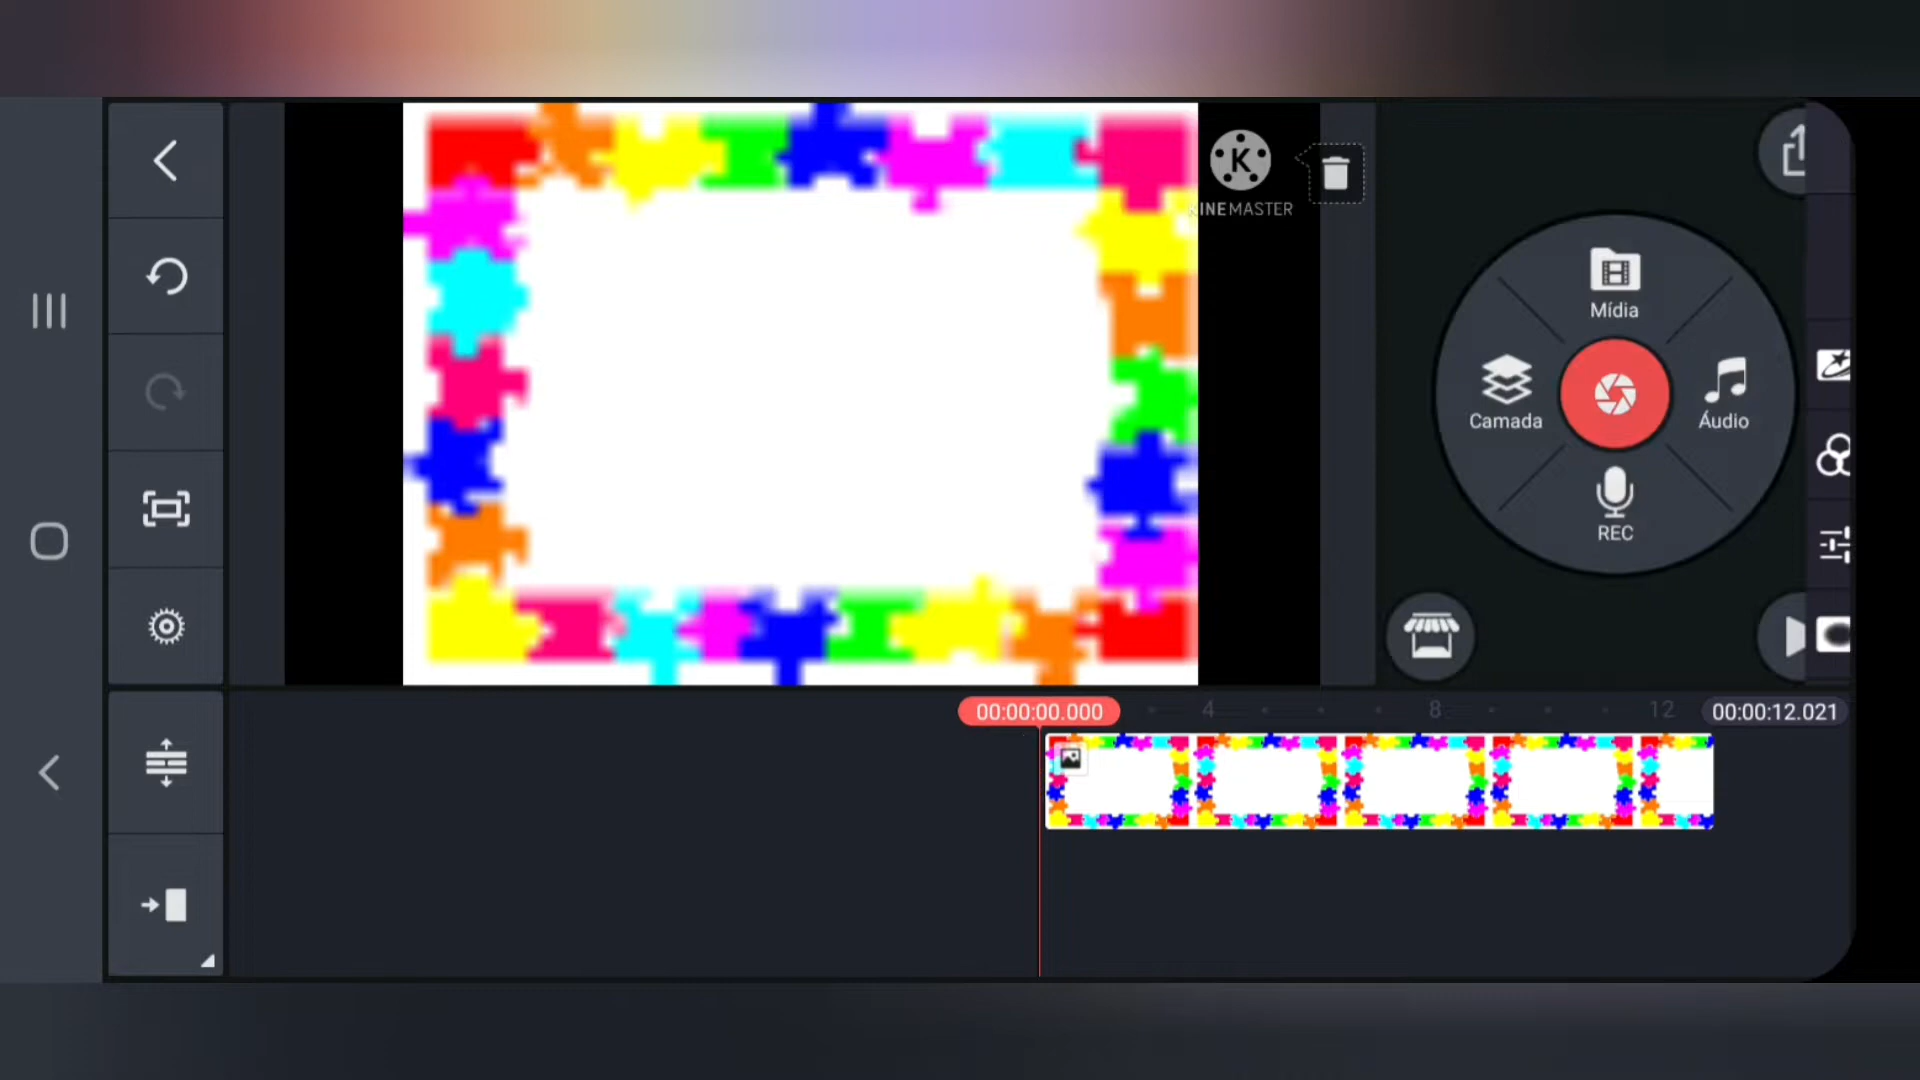 K
INEMASTER
Mídia
Camada
Áudio
REC
00:00:00.000
4
8
12
00:00:12.021